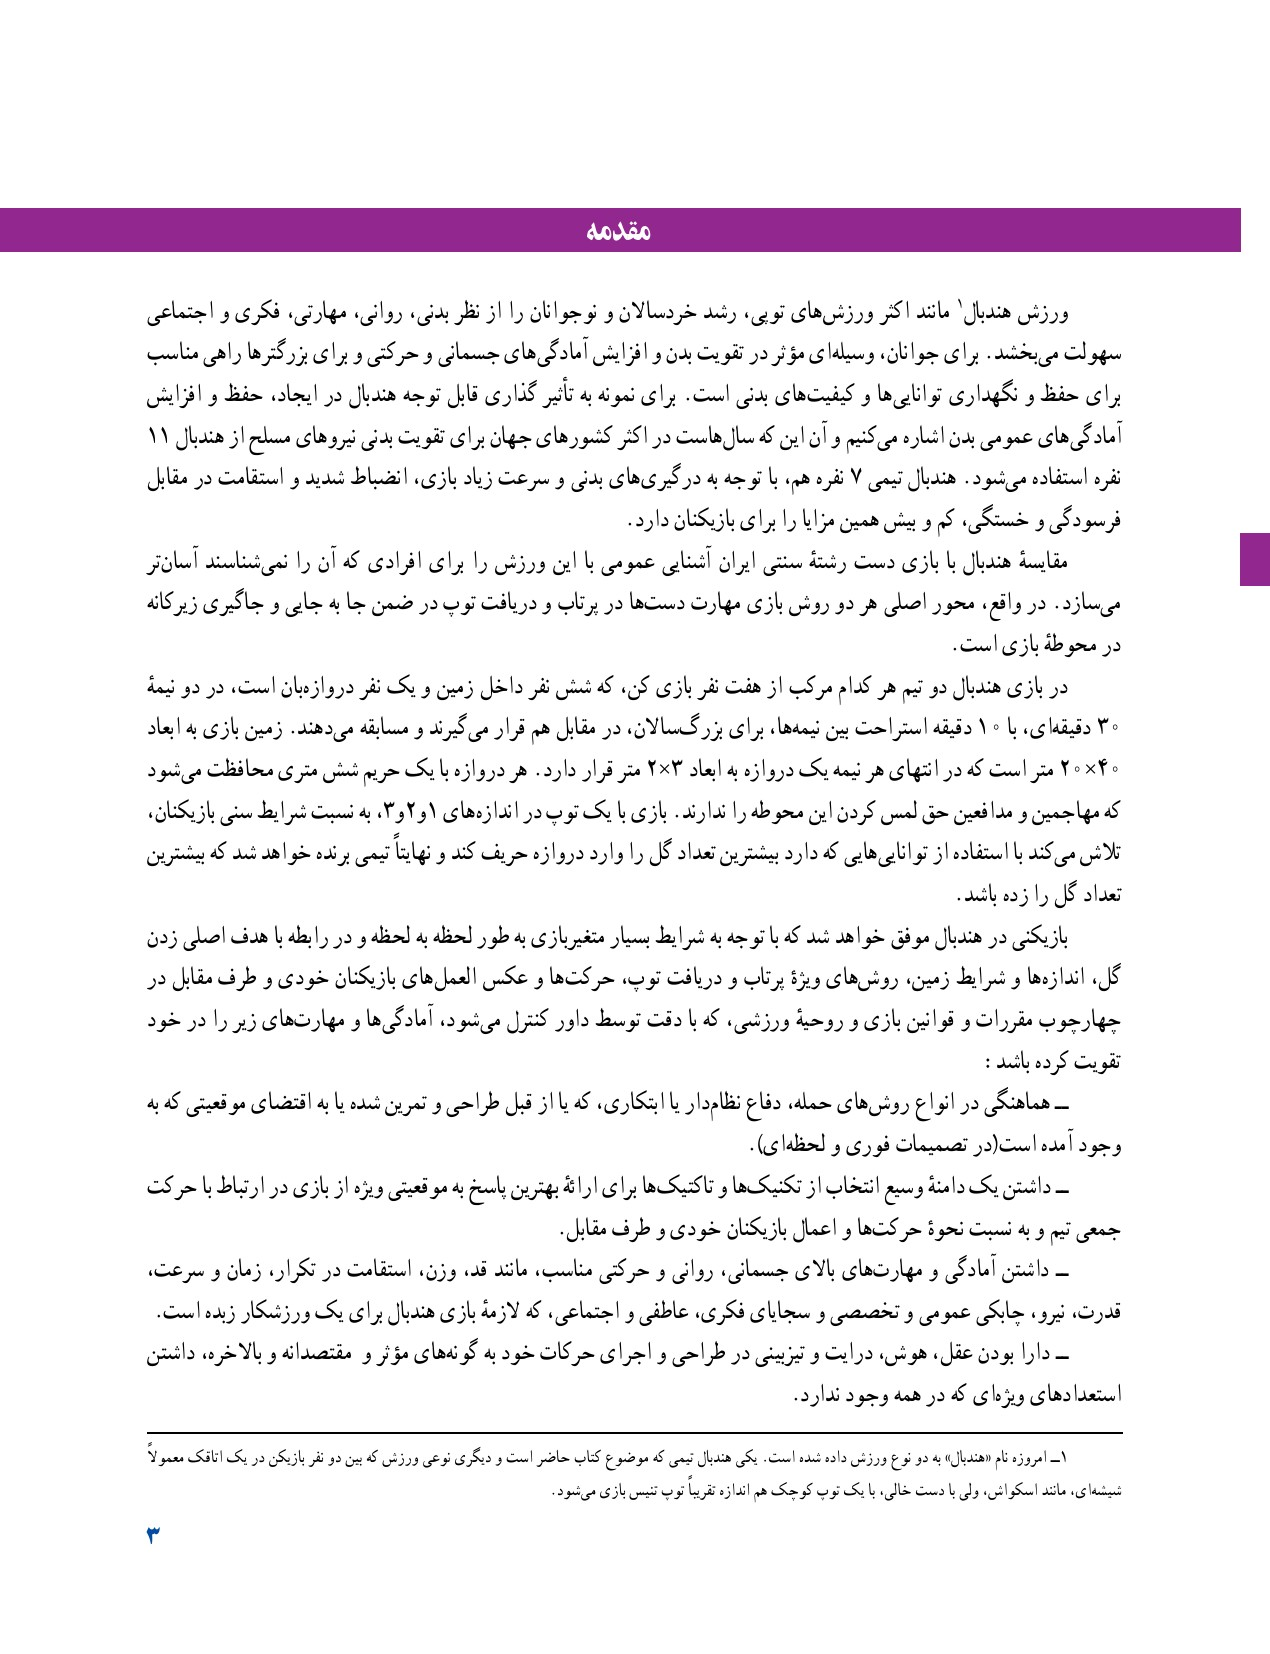 مقدمه
ورزش هندبال۱ مانند اکثر ورزش‌های توپی، رشد خردسالان و نوجوانان را از نظر بدنی، روانی، مهارتی، فکری و اجتماعی
سهولت می‌بخشد. برای جوانان، وسیله‌ای مؤثر در تقویت بدن و افزایش آمادگی‌های جسمانی و حرکتی و برای بزرگترها راهی مناسب
برای حفظ و نگهداری توانایی‌ها و کیفیت‌های بدنی است. برای نمونه به تأثیر گذاری قابل توجه هندبال در ایجاد، حفظ و افزایش
آمادگی‌های عمومی بدن اشاره می‌کنیم و آن این که سال‌هاست در اکثر کشورهای جهان برای تقویت بدنی نیروهای مسلح از هندبال ۱۱
نفره استفاده می‌شود. هندبال تیمی ۷ نفره هم، با توجه به درگیری‌های بدنی و سرعت زیاد بازی، انضباط شدید و استقامت در مقابل
فرسودگی و خستگی، کم و بیش همین مزایا را برای بازیکنان دارد.
مقایسهٔ هندبال با بازی دست رشتهٔ سنتی ایران آشنایی عمومی با این ورزش را برای افرادی که آن را نمی‌شناسند آسان‌تر
می‌سازد. در واقع، محور اصلی هر دو روش بازی مهارت دست‌ها در پرتاب و دریافت توپ در ضمن جا به جایی و جاگیری زیرکانه
در محوطهٔ بازی است.
در بازی هندبال دو تیم هر کدام مرکب از هفت نفر بازی کن، که شش نفر داخل زمین و یک نفر دروازه‌بان است، در دو نیمهٔ
۳۰ دقیقه‌ای، با ۱۰ دقیقه استراحت بین نیمه‌ها، برای بزرگ‌سالان، در مقابل هم قرار می‌گیرند و مسابقه می‌دهند. زمین بازی به ابعاد
۲۰×۴۰ متر است که در انتهای هر نیمه یک دروازه به ابعاد ۲×۳ متر قرار دارد. هر دروازه با یک حریم شش متری محافظت می‌شود
که مهاجمین و مدافعین حق لمس کردن این محوطه را ندارند. بازی با یک توپ در اندازه‌های ۱و۲و۳، به نسبت شرایط سنی بازیکنان،
تلاش می‌کند با استفاده از توانایی‌هایی که دارد بیشترین تعداد گل را وارد دروازه حریف کند و نهایتاً تیمی برنده خواهد شد که بیشترین
تعداد گل را زده باشد.
بازیکنی در هندبال موفق خواهد شد که با توجه به شرایط بسیار متغیربازی به طور لحظه به لحظه و در رابطه با هدف اصلی زدن
گل، اندازه‌ها و شرایط زمین، روش‌های ویژهٔ پرتاب و دریافت توپ، حرکت‌ها و عکس العمل‌های بازیکنان خودی و طرف مقابل در
چهارچوب مقررات و قوانین بازی و روحیهٔ ورزشی، که با دقت توسط داور کنترل می‌شود، آمادگی‌ها و مهارت‌های زیر را در خود
تقویت کرده باشد :
ــ هماهنگی در انواع روش‌های حمله، دفاع نظام‌دار یا ابتکاری، که یا از قبل طراحی و تمرین شده یا به اقتضای موقعیتی که به
وجود آمده است(در تصمیمات فوری و لحظه‌ای).
ــ داشتن یک دامنهٔ وسیع انتخاب از تکنیک‌ها و تاکتیک‌ها برای ارائهٔ بهترین پاسخ به موقعیتی ویژه از بازی در ارتباط با حرکت
جمعی تیم و به نسبت نحوهٔ حرکت‌ها و اعمال بازیکنان خودی و طرف مقابل.
ــ داشتن آمادگی و مهارت‌های بالای جسمانی، روانی و حرکتی مناسب، مانند قد، وزن، استقامت در تکرار، زمان و سرعت،
قدرت، نیرو، چابکی عمومی و تخصصی و سجایای فکری، عاطفی و اجتماعی، که لازمهٔ بازی هندبال برای یک ورزشکار زبده است.
ــ دارا بودن عقل، هوش، درایت و تیزبینی در طراحی و اجرای حرکات خود به گونه‌های مؤثر و مقتصدانه و بالاخره، داشتن
استعدادهای ویژه‌ای که در همه وجود ندارد.
۱ــ امروزه نام «هندبال» به دو نوع ورزش داده شده است. یکی هندبال تیمی که موضوع کتاب حاضر است و دیگری نوعی ورزش که بین دو نفر بازیکن در یک اتاقک معمولاً
شیشه‌ای، مانند اسکواش، ولی با دست خالی، با یک توپ کوچک هم اندازه تقریباً توپ تنیس بازی می‌شود.
۳